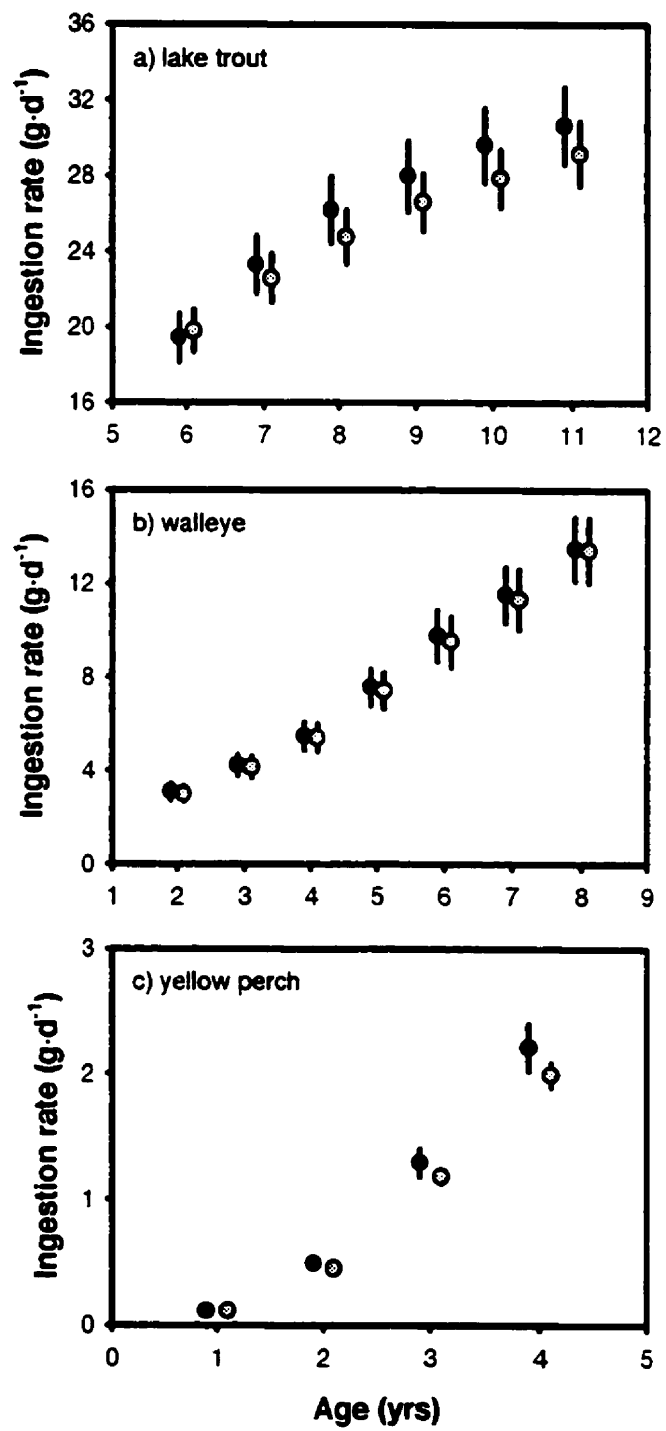 a) lake trout
Ingestion rate (g·d⁻¹)
36
32
28
24
20
16
5 6 7 8 9 10 11 12
b) walleye
Ingestion rate (g·d⁻¹)
16
12
8
4
0
1 2 3 4 5 6 7 8 9
c) yellow perch
Ingestion rate (g·d⁻¹)
3
2
1
0
0 1 2 3 4 5
Age (yrs)